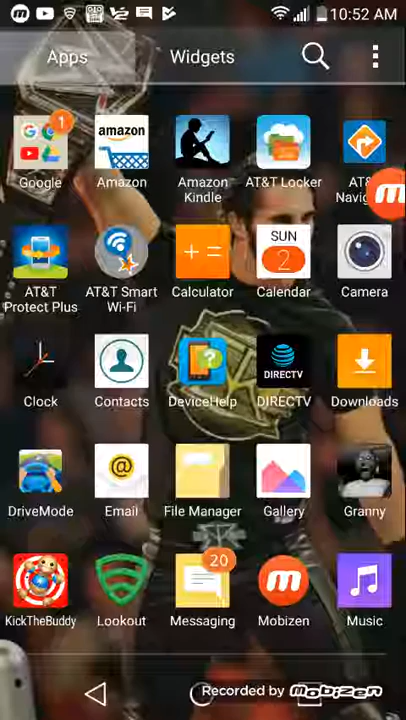 10:52 AM
Apps
Widgets
1
amazon
Google
Amazon
Amazon
Kindle
AT&T Locker
AT&
Navig
SUN
2
AT&T
Protect Plus
AT&T Smart
Wi-Fi
Calculator
Calendar
Camera
DIRECTV
Clock
Contacts
DeviceHelp
DIRECTV
Downloads
DriveMode
Email
File Manager
Gallery
Granny
20
KickTheBuddy
Lookout
Messaging
Mobizen
Music
Recorded by mobizen